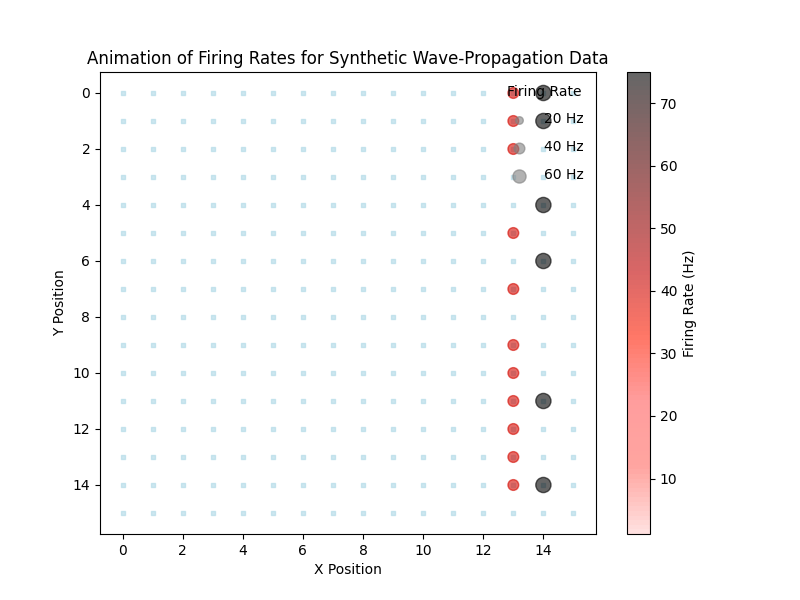 Animation of Firing Rates for Synthetic Wave-Propagation Data
Firing Rate
20 Hz
40 Hz
60 Hz
0
2
4
6
8
10
12
14
Y Position
0
2
4
6
8
10
12
14
X Position
70
60
50
40
30
20
10
Firing Rate (Hz)